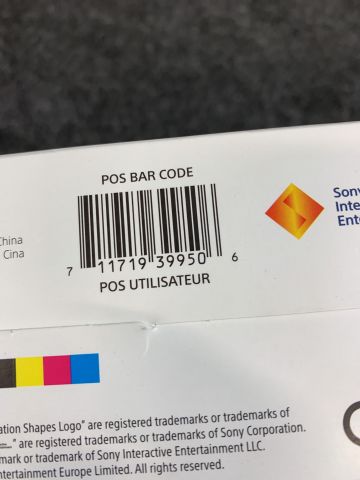 POS BAR CODE
7 11719 39950 6
POS UTILISATEUR
China
Cina
Sony
Inte
Ente
ation Shapes Logo" are registered trademarks or trademarks of
" are registered trademarks or trademarks of Sony Corporation.
mark or trademark of Sony Interactive Entertainment LLC.
ntertainment Europe Limited. All rights reserved.